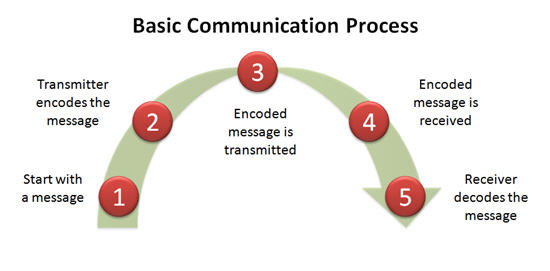 Basic Communication Process
1
Start with
a message
2
Transmitter
encodes the
message
3
Encoded
message is
transmitted
4
Encoded
message is
received
5
Receiver
decodes the
message